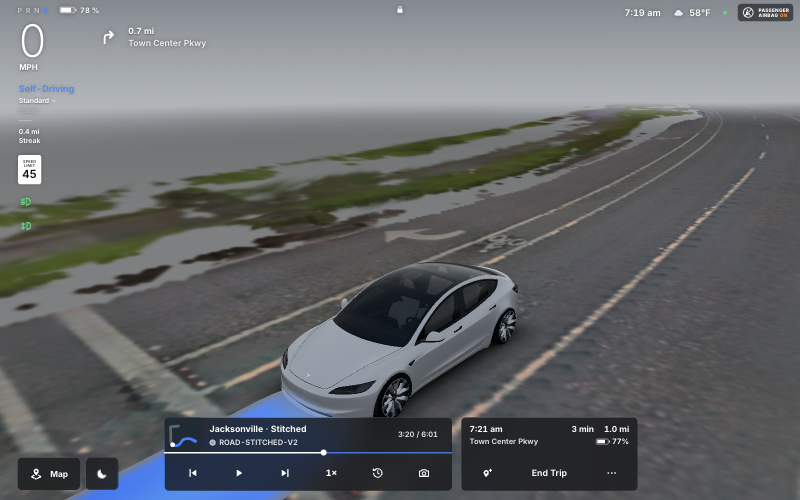 P R N
78 %
7:19 am
58°F
PASSENGER
AIRBAG ON
0
MPH
0.7 mi
Town Center Pkwy
Self-Driving
Standard
0.4 mi
Streak
SPEED
LIMIT
45
Jacksonville · Stitched
ROAD-STITCHED-V2
3:20 / 6:01
1×
7:21 am
3 min
1.0 mi
Town Center Pkwy
77%
End Trip
Map